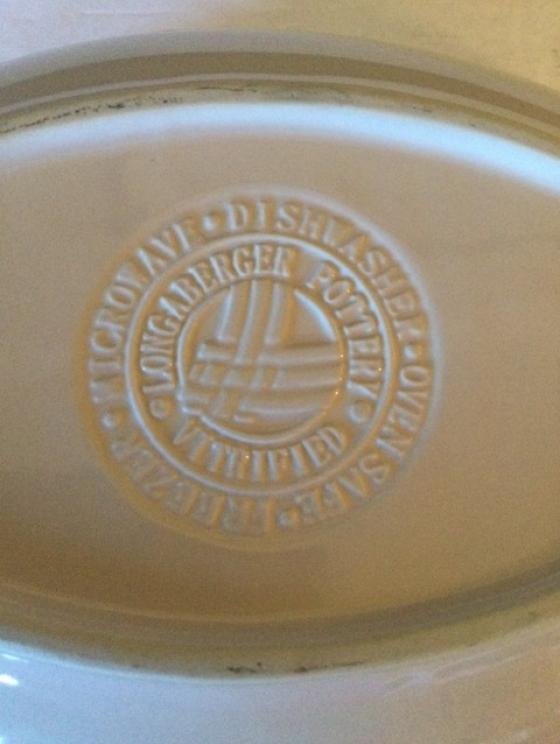 MICROWAVE • DISHWASHER • OVEN SAFE • FREEZER •
• LONGABERGER POTTERY •
VITRIFIED